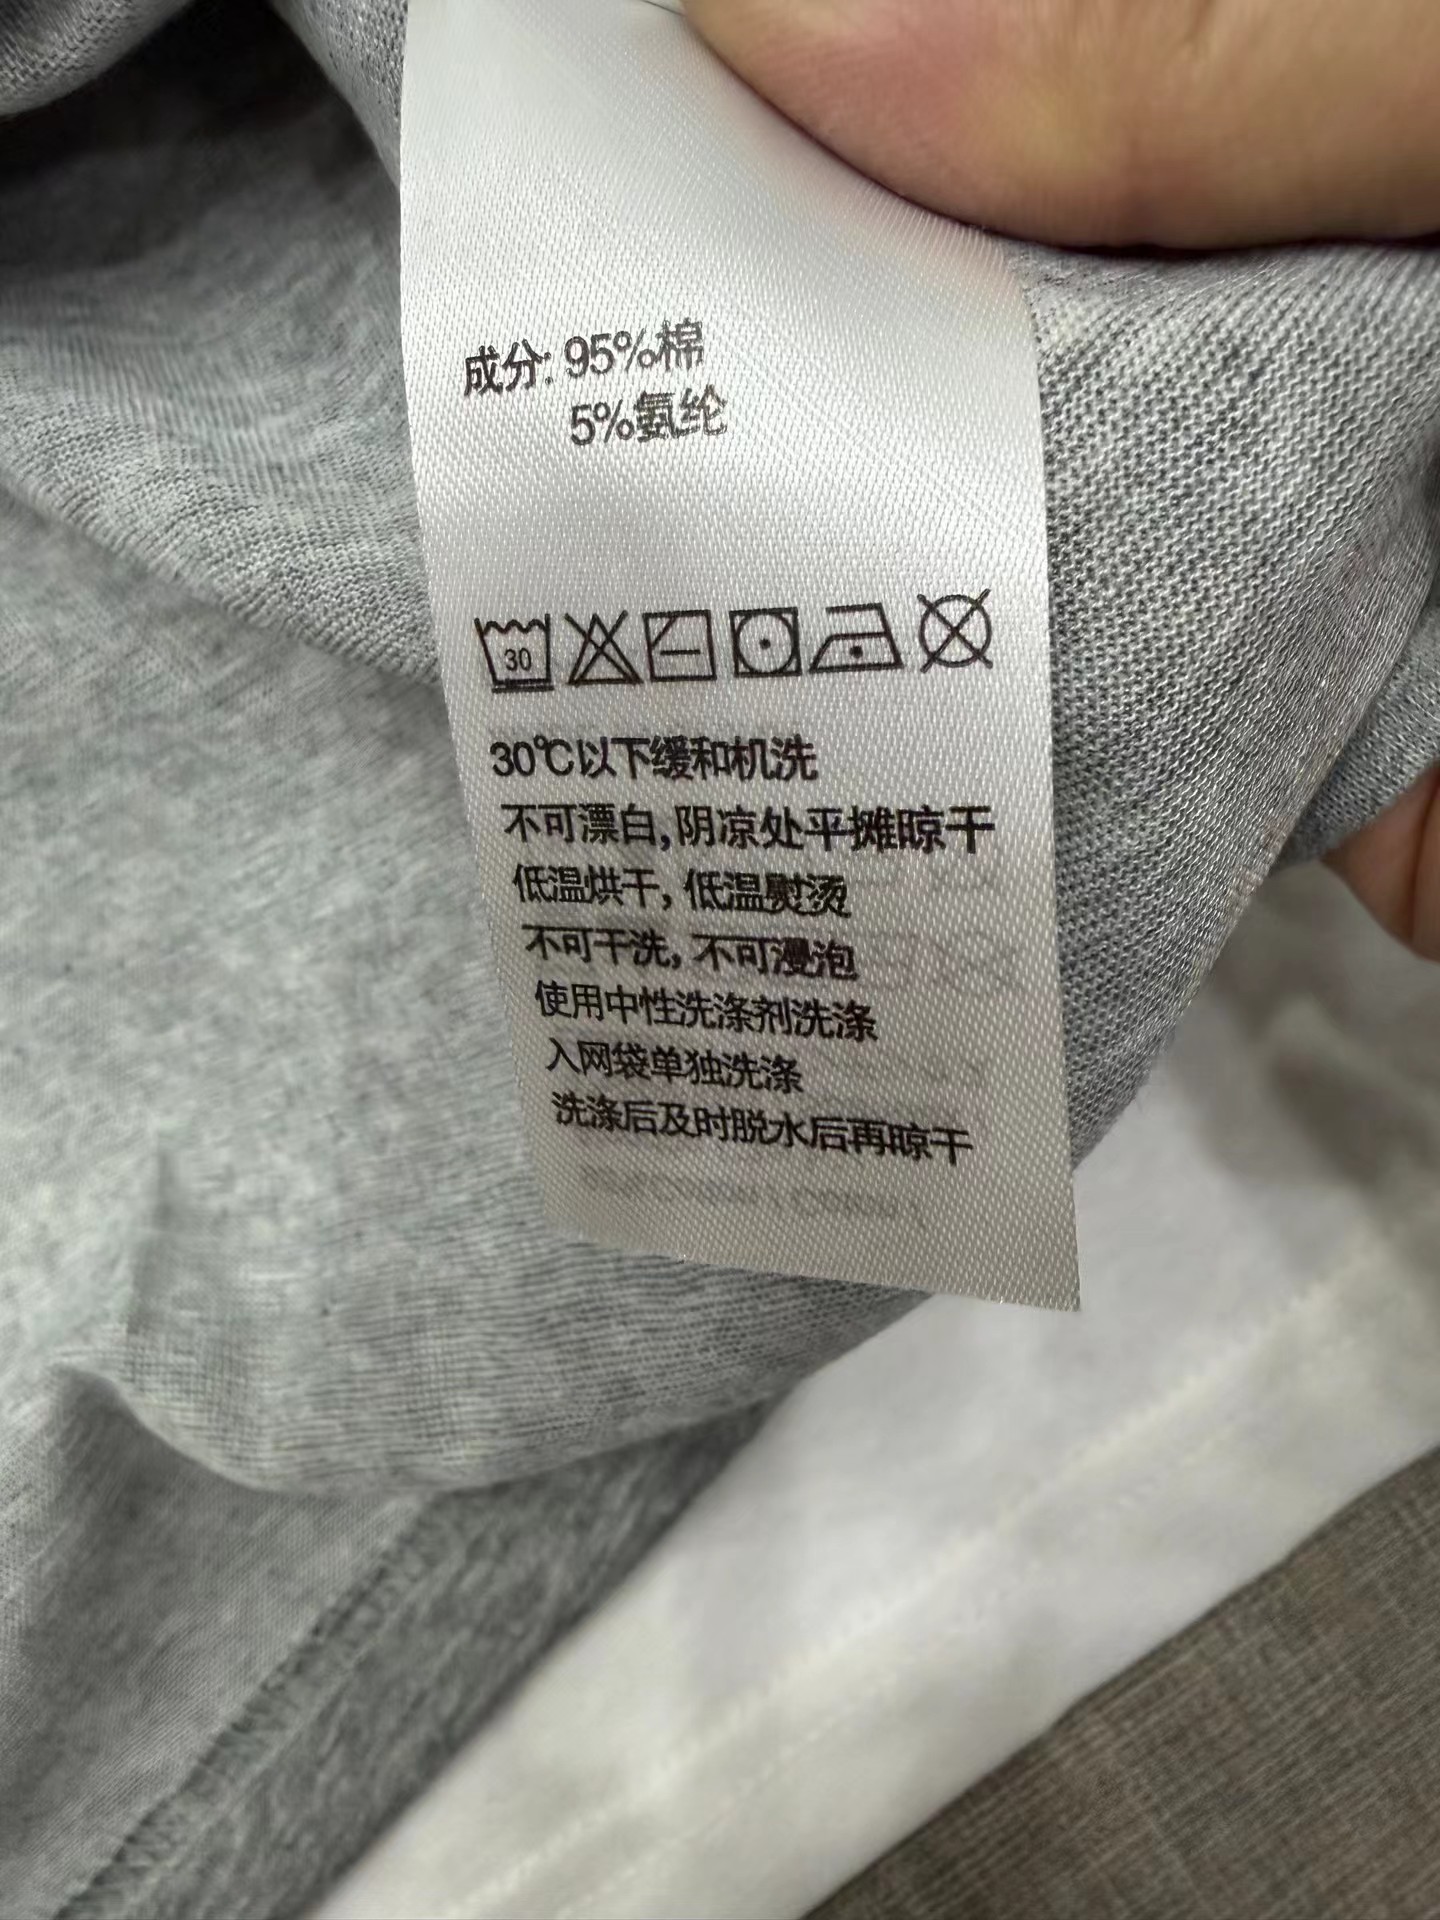 成分: 95%棉
5%氨纶
30
30℃以下缓和机洗
不可漂白, 阴凉处平摊晾干
低温烘干, 低温熨烫
不可干洗, 不可浸泡
使用中性洗涤剂洗涤
入网袋单独洗涤
洗涤后及时脱水后再晾干